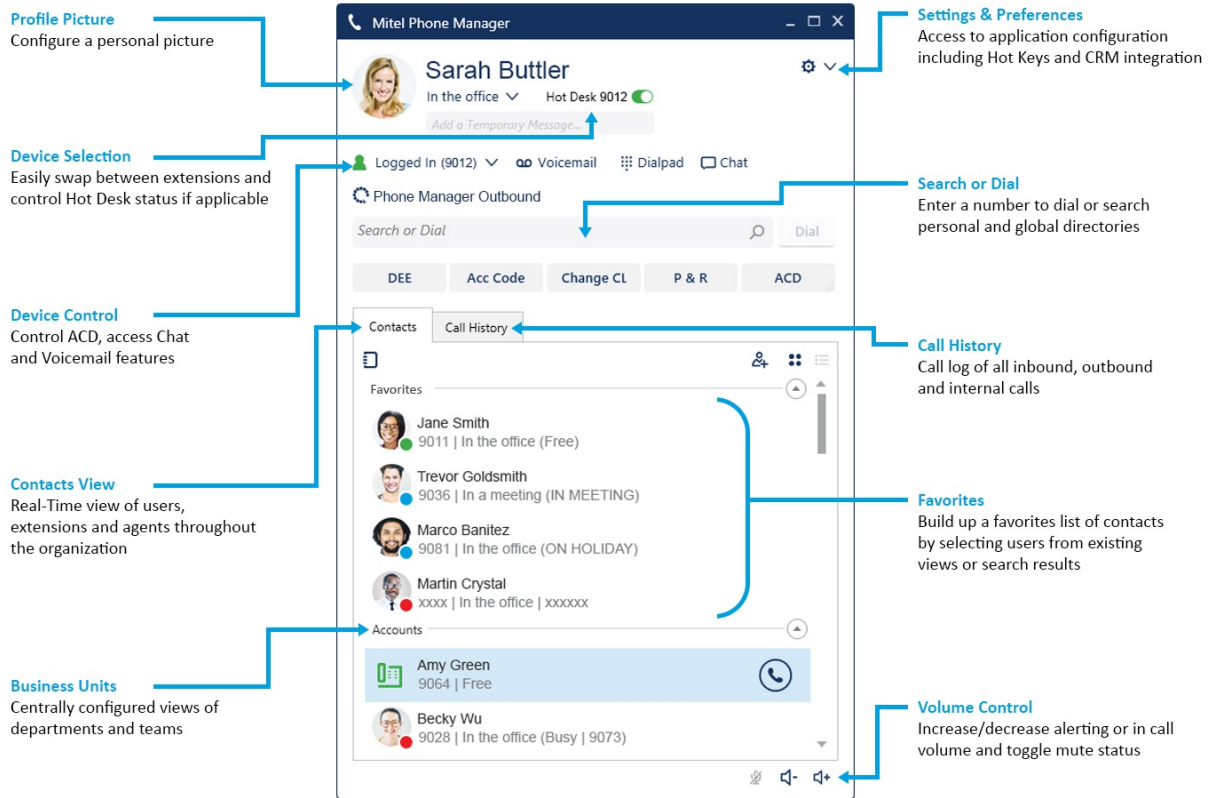 Profile Picture
Configure a personal picture
Device Selection
Easily swap between extensions and
control Hot Desk status if applicable
Device Control
Control ACD, access Chat
and Voicemail features
Contacts View
Real-Time view of users,
extensions and agents throughout
the organization
Business Units
Centrally configured views of
departments and teams
Mitel Phone Manager
Sarah Buttler
In the office Hot Desk 9012
Add a Temporary Message...
Logged In (9012) Voicemail Dialpad Chat
Phone Manager Outbound
Search or Dial Dial
DEE Acc Code Change CL P & R ACD
Contacts Call History
Favorites
Jane Smith
9011 | In the office (Free)
Trevor Goldsmith
9036 | In a meeting (IN MEETING)
Marco Banitez
9081 | In the office (ON HOLIDAY)
Martin Crystal
xxxx | In the office | xxxxxx
Accounts
Amy Green
9064 | Free
Becky Wu
9028 | In the office (Busy | 9073)
Settings & Preferences
Access to application configuration
including Hot Keys and CRM integration
Search or Dial
Enter a number to dial or search
personal and global directories
Call History
Call log of all inbound, outbound
and internal calls
Favorites
Build up a favorites list of contacts
by selecting users from existing
views or search results
Volume Control
Increase/decrease alerting or in call
volume and toggle mute status